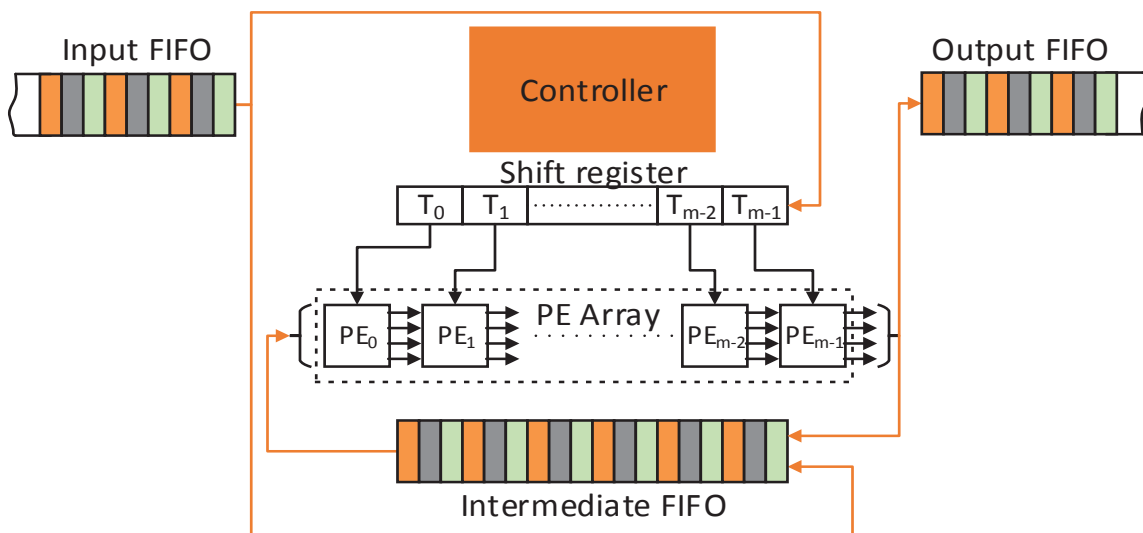 Input FIFO
Output FIFO
Controller
Shift register
T0 T1 Tm-2 Tm-1
PE Array
PE0 PE1 PEm-2 PEm-1
Intermediate FIFO